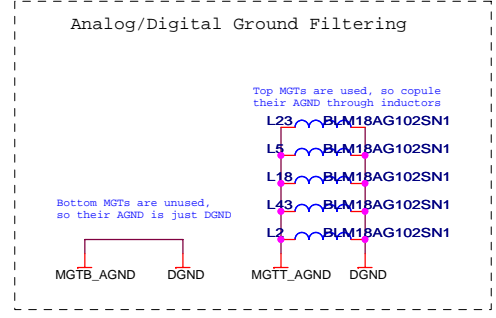 Analog/Digital Ground Filtering
Top MGTs are used, so copule
their AGND through inductors
L23 BLM18AG102SN1
L5 BLM18AG102SN1
L18 BLM18AG102SN1
Bottom MGTs are unused,
so their AGND is just DGND
L43 BLM18AG102SN1
L2 BLM18AG102SN1
MGTB_AGND DGND MGTT_AGND DGND